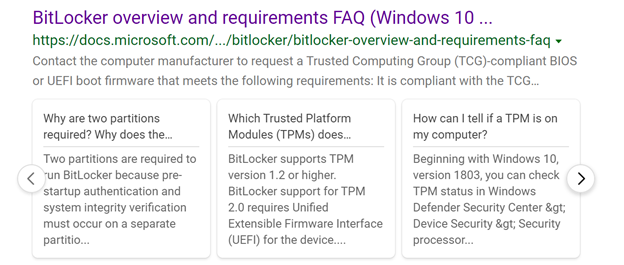 BitLocker overview and requirements FAQ (Windows 10 ...
https://docs.microsoft.com/.../bitlocker/bitlocker-overview-and-requirements-faq
Contact the computer manufacturer to request a Trusted Computing Group (TCG)-compliant BIOS
or UEFI boot firmware that meets the following requirements: It is compliant with the TCG...
Why are two partitions
required? Why does the...
Two partitions are required to
run BitLocker because pre-
startup authentication and
system integrity verification
must occur on a separate
partitio...
Which Trusted Platform
Modules (TPMs) does...
BitLocker supports TPM
version 1.2 or higher.
BitLocker support for TPM
2.0 requires Unified
Extensible Firmware Interface
(UEFI) for the device....
How can I tell if a TPM is on
my computer?
Beginning with Windows 10,
version 1803, you can check
TPM status in Windows
Defender Security Center &gt;
Device Security &gt; Security
processor...